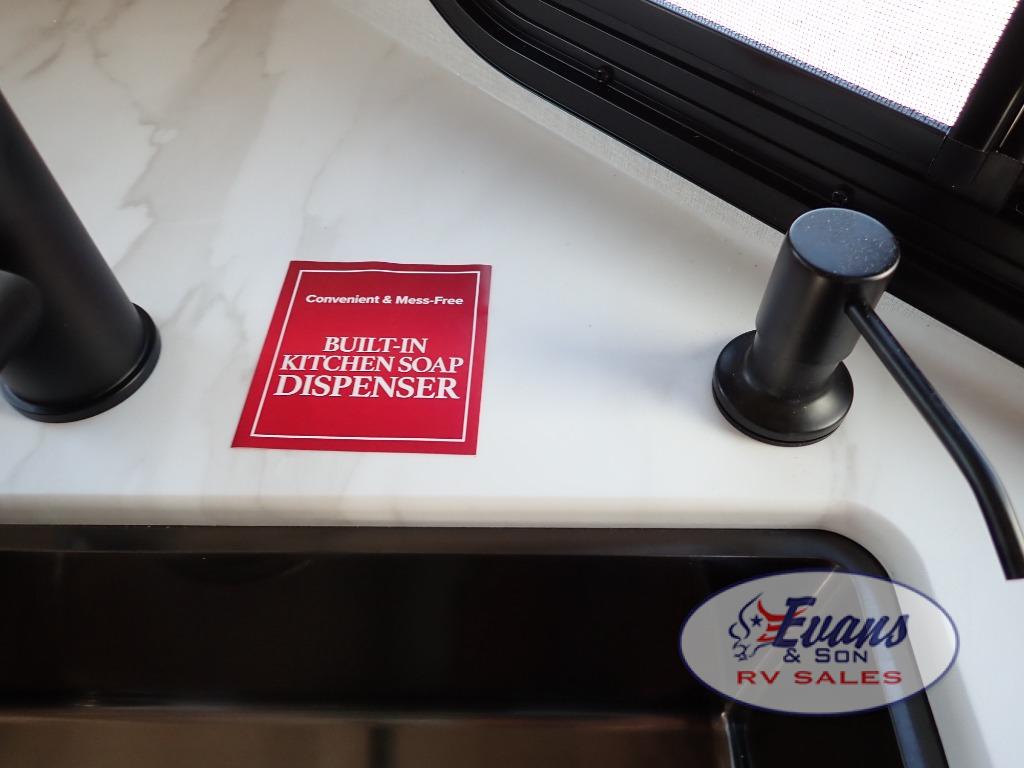 Convenient & Mess-Free
BUILT-IN
KITCHEN SOAP
DISPENSER
Evans
& SON
RV SALES